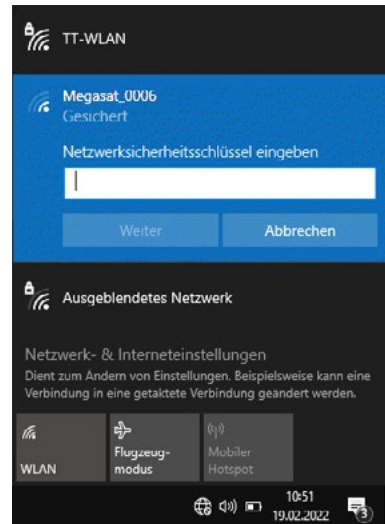 TT-WLAN
Megasat_0006
Gesichert
Netzwerksicherheitsschlüssel eingeben
Weiter
Abbrechen
Ausgeblendetes Netzwerk
Netzwerk- & Interneteinstellungen
Dient zum Ändern von Einstellungen. Beispielsweise kann eine
Verbindung in eine getaktete Verbindung geändert werden.
WLAN
Flugzeug-
modus
Mobiler
Hotspot
10:51
19.02.2022
3